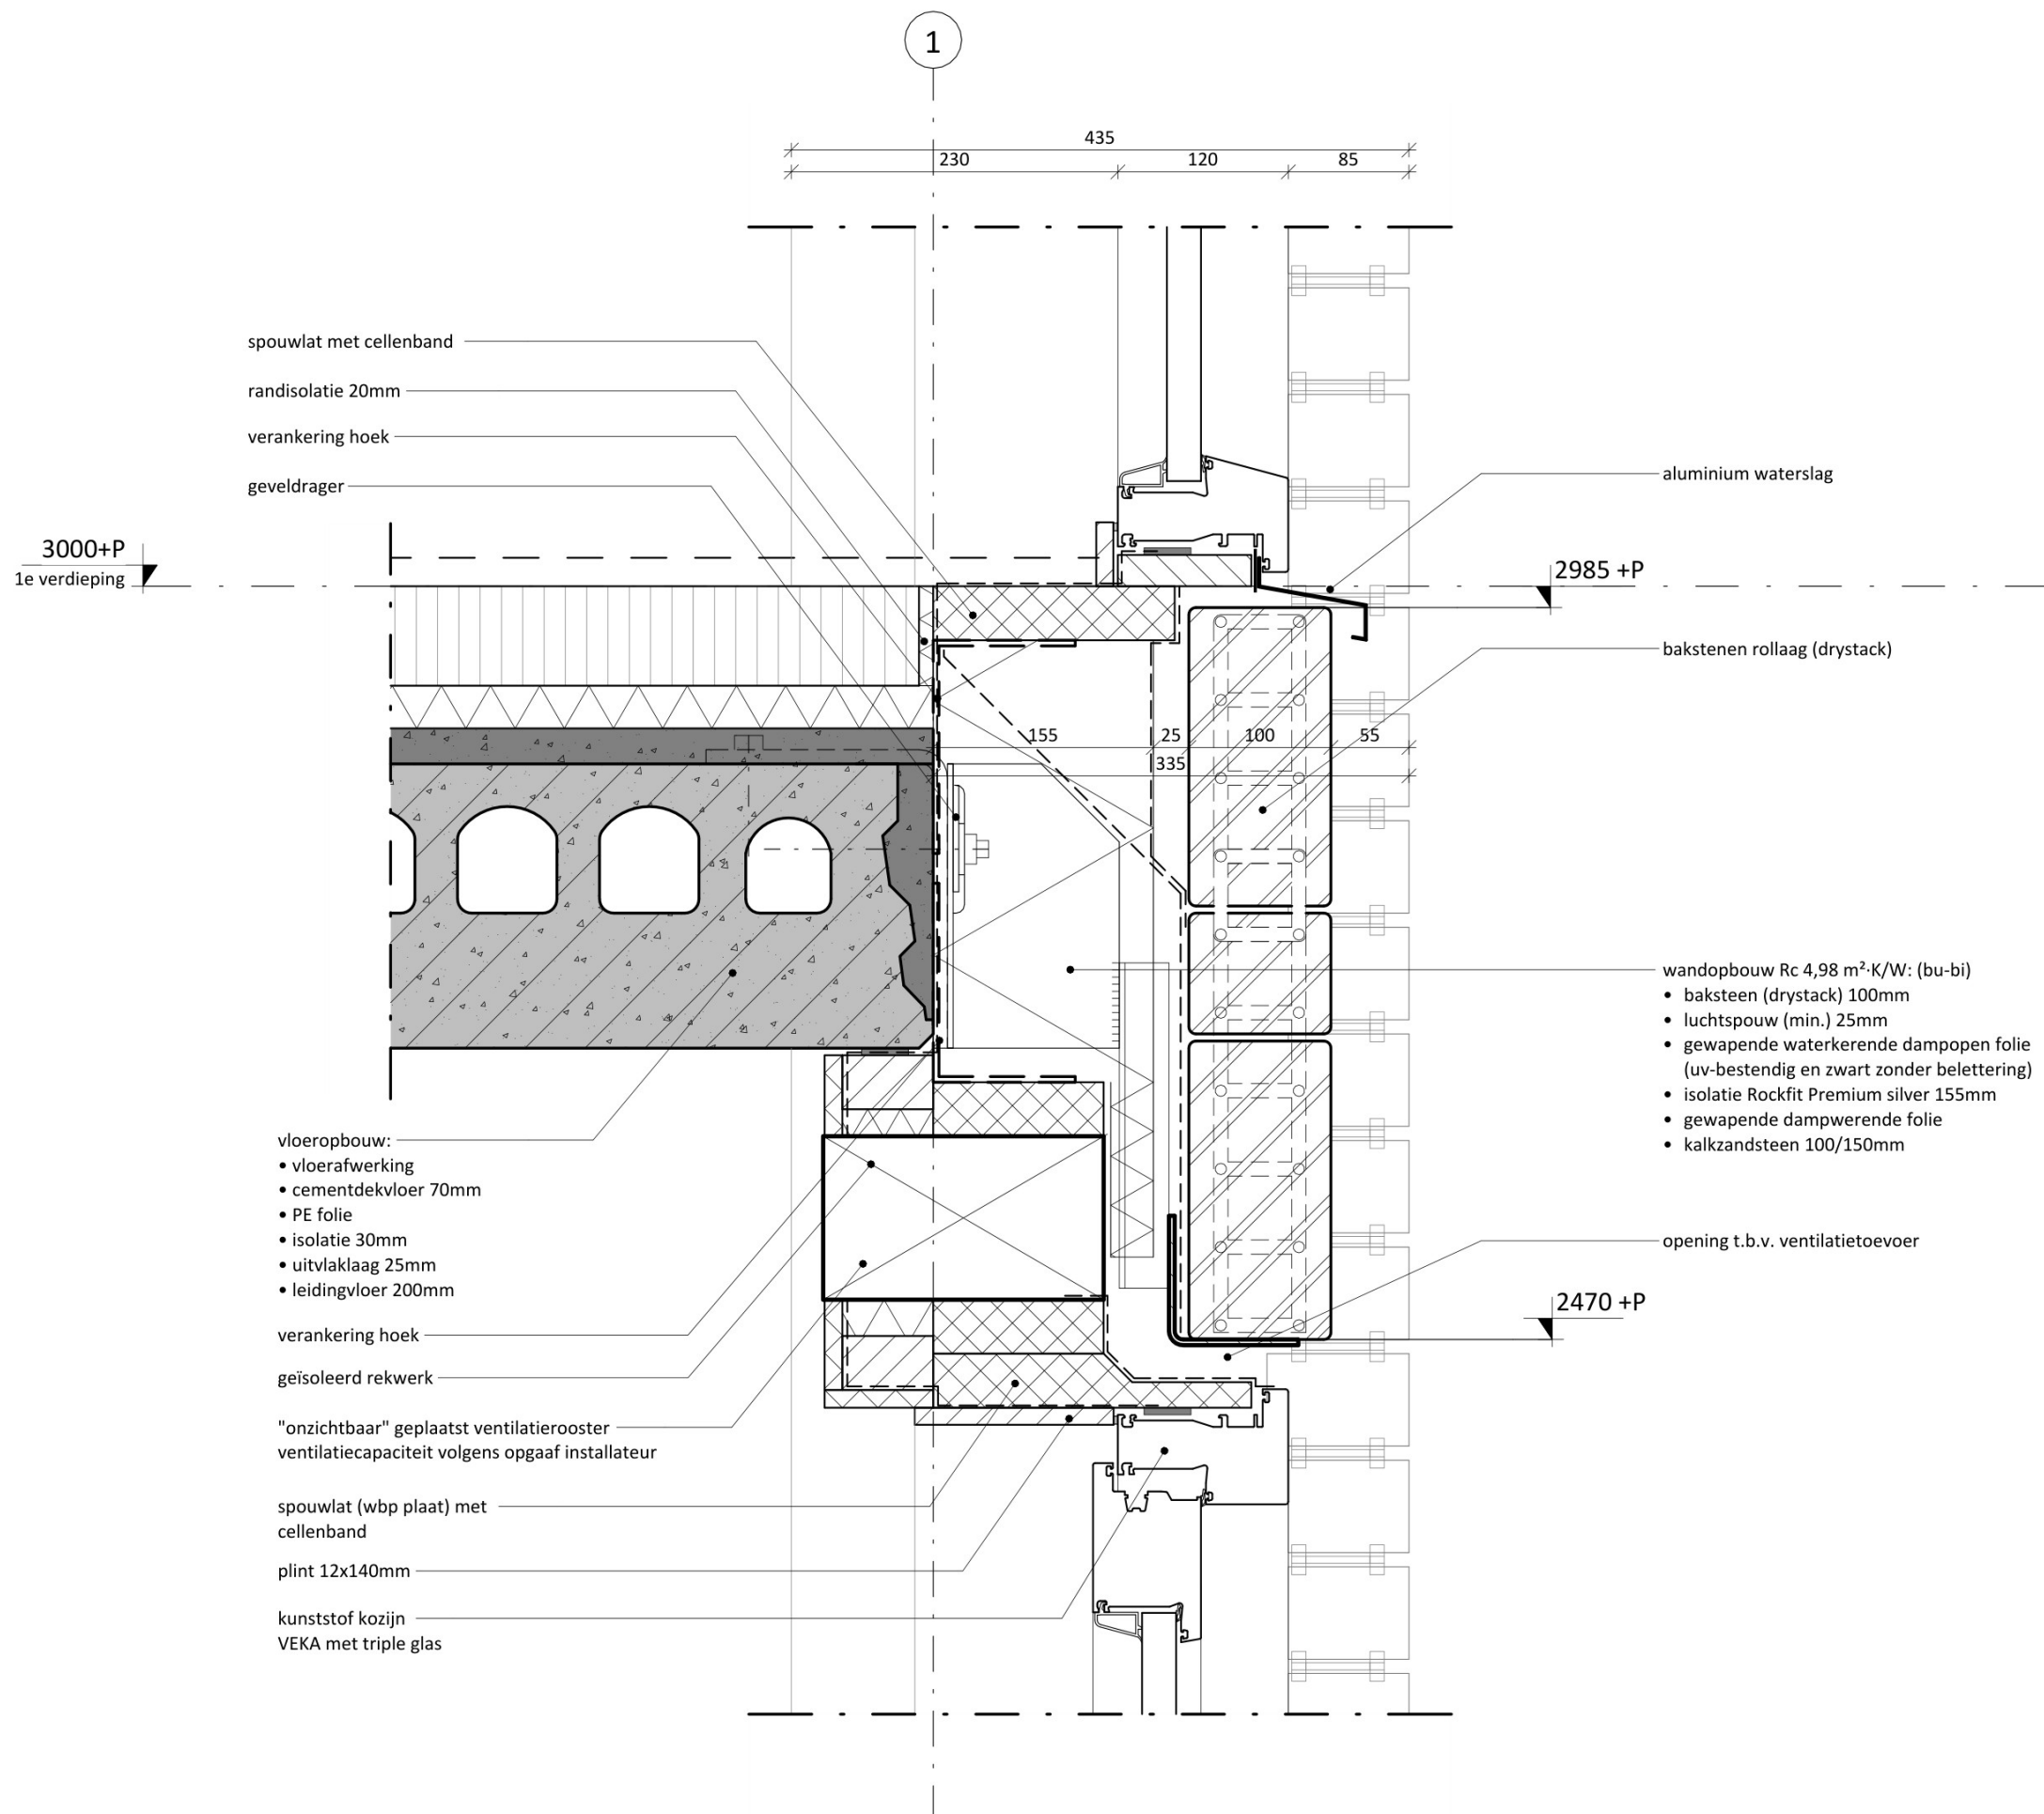 1
435
230
120
85
spouwlat met cellenband
randisolatie 20mm
verankering hoek
geveldrager
aluminium waterslag
3000+P
1e verdieping
2985 +P
bakstenen rollaag (drystack)
155
25
100
55
335
wandopbouw Rc 4,98 m²·K/W: (bu-bi)
• baksteen (drystack) 100mm
• luchtspouw (min.) 25mm
• gewapende waterkerende dampopen folie
(uv-bestendig en zwart zonder belettering)
• isolatie Rockfit Premium silver 155mm
• gewapende dampwerende folie
• kalkzandsteen 100/150mm
vloeropbouw:
• vloerafwerking
• cementdekvloer 70mm
• PE folie
• isolatie 30mm
• uitvlaklaag 25mm
• leidingvloer 200mm
opening t.b.v. ventilatietoevoer
2470 +P
verankering hoek
geïsoleerd rekwerk
"onzichtbaar" geplaatst ventilatierooster
ventilatiecapaciteit volgens opgaaf installateur
spouwlat (wbp plaat) met
cellenband
plint 12x140mm
kunststof kozijn
VEKA met triple glas